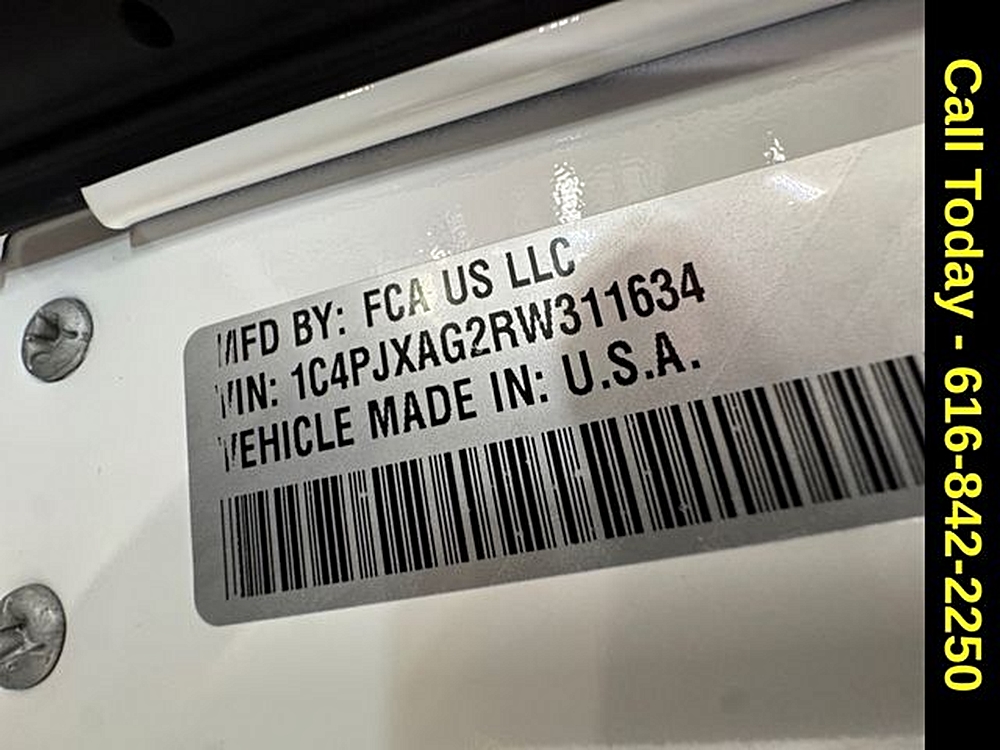 MFD BY: FCA US LLC
VIN: 1C4PJXAG2RW311634
VEHICLE MADE IN: U.S.A.
Call Today - 616-842-2250